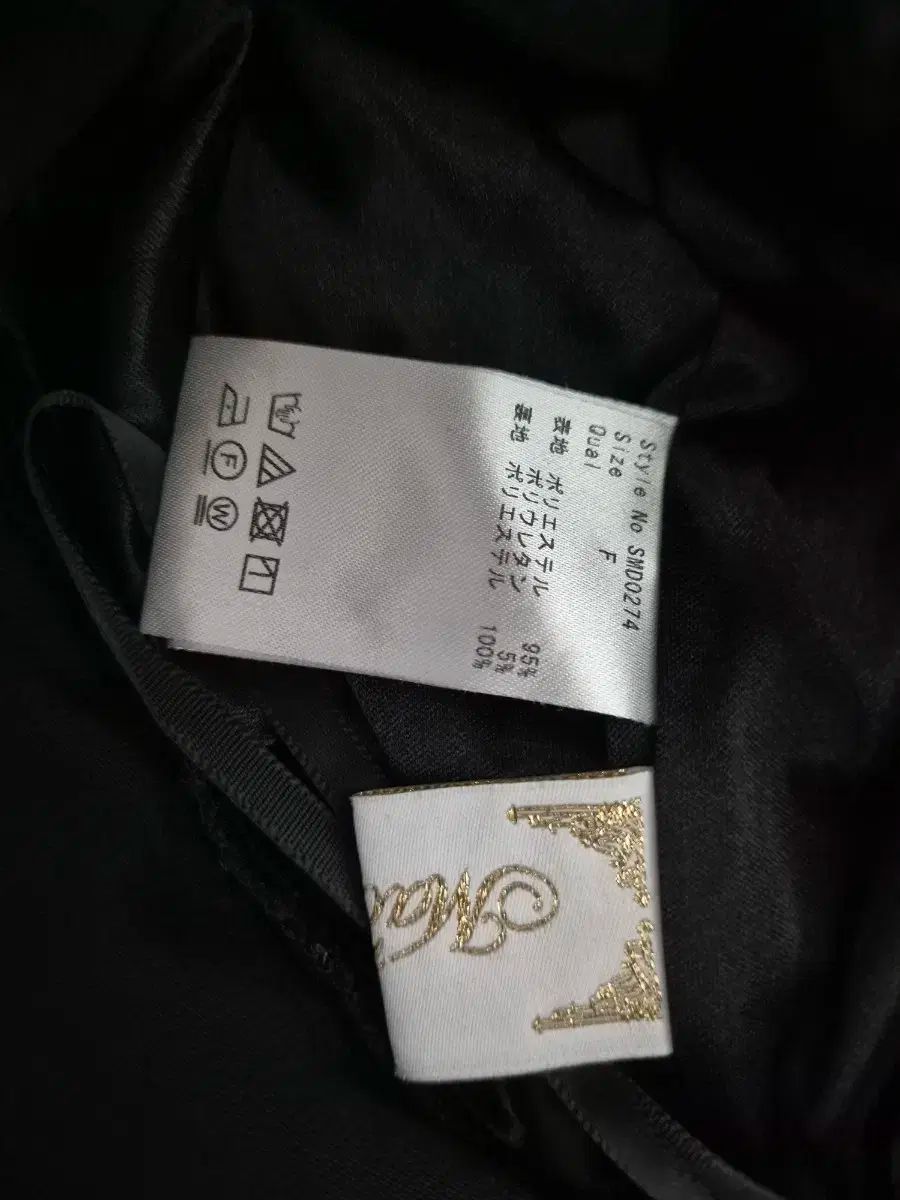 Style No SMD0274
Size F
Qual
表地 ポリエステル 95%
ポリウレタン 5%
裏地 ポリエステル 100%
F
W
Ma